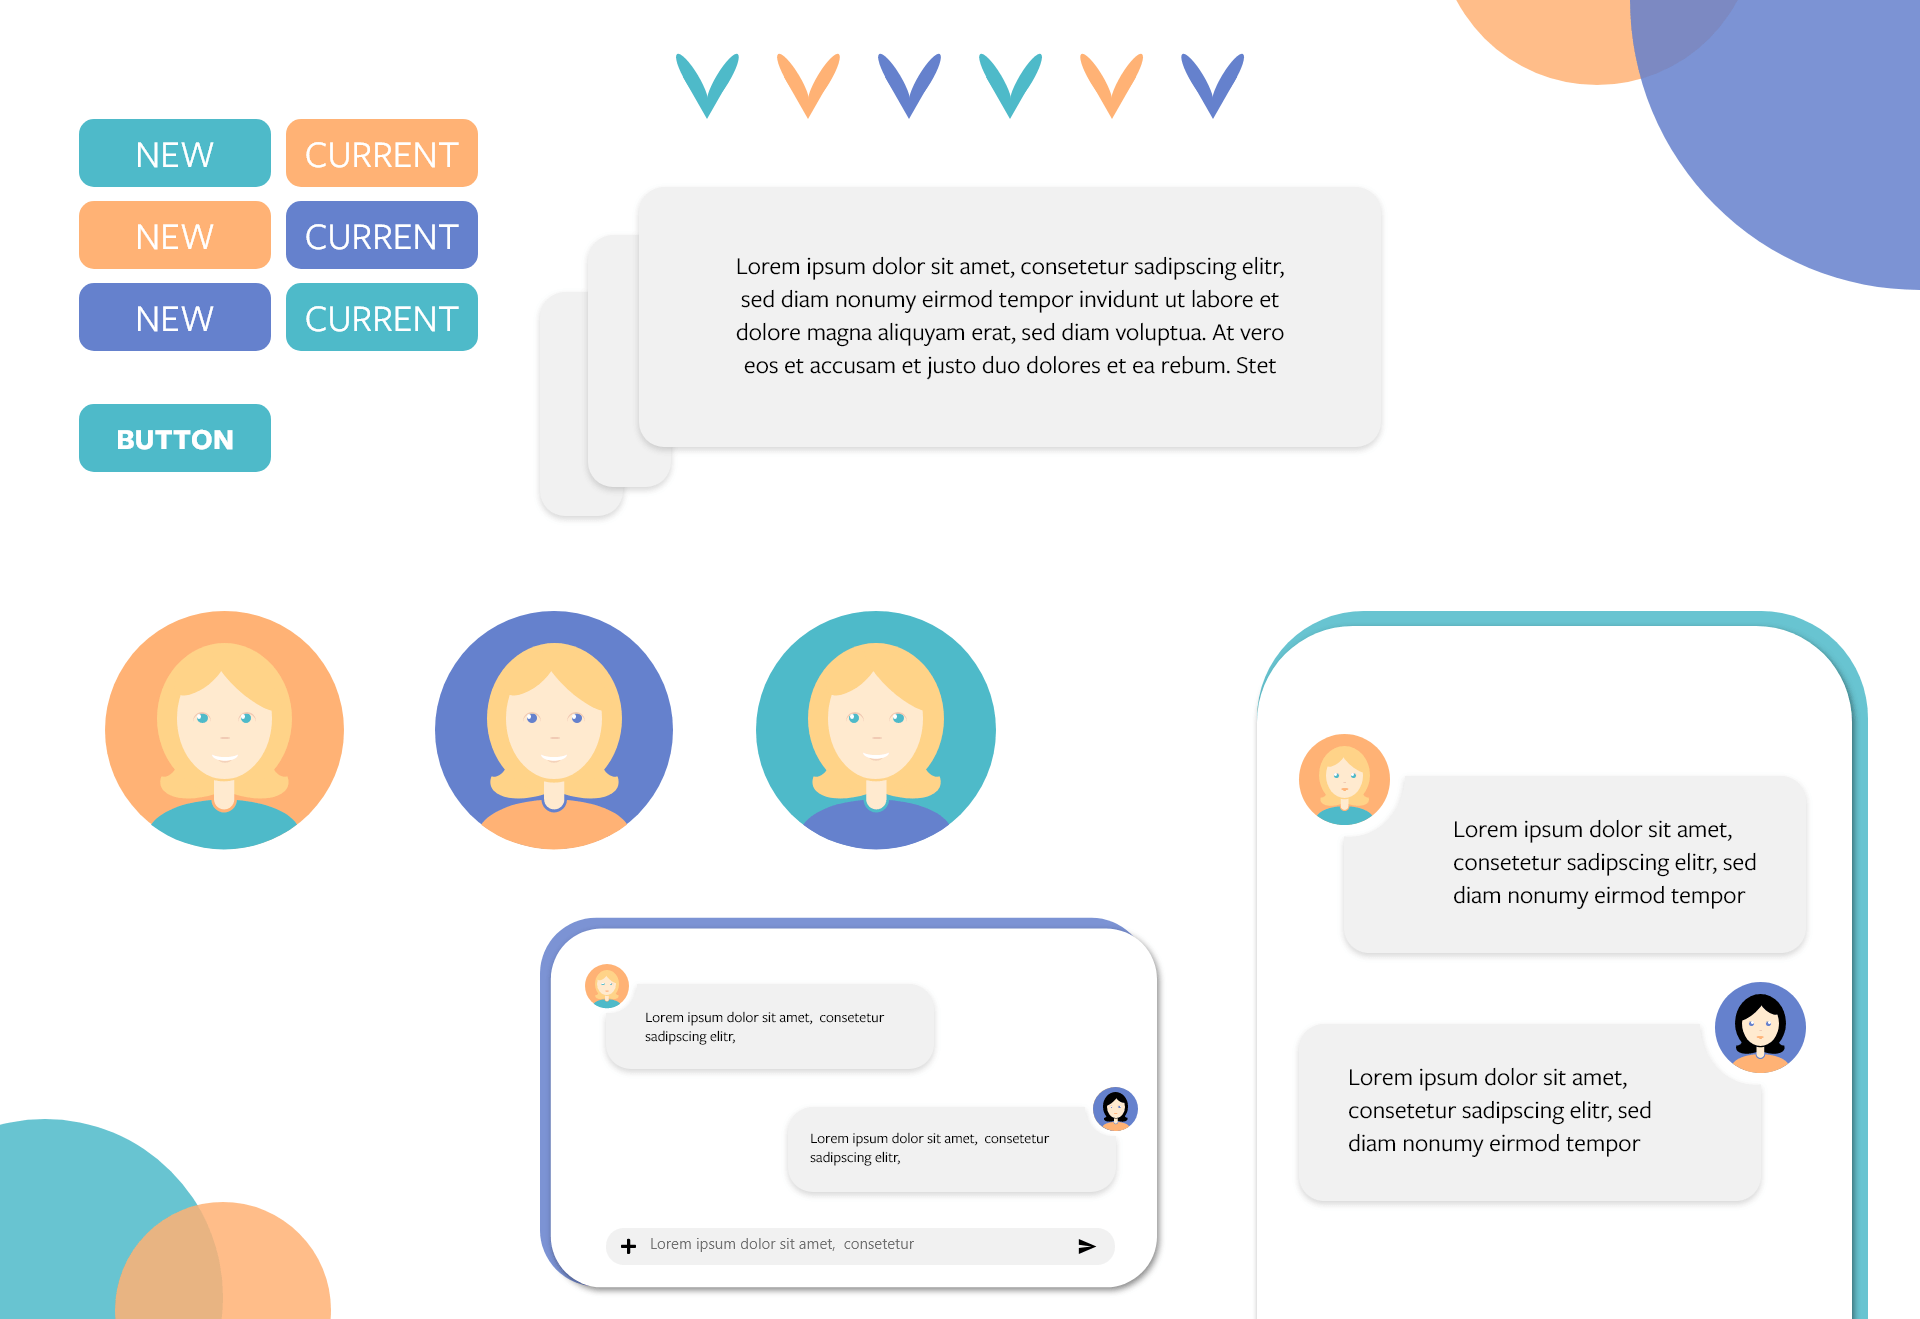 NEW
CURRENT
NEW
CURRENT
NEW
CURRENT
BUTTON
Lorem ipsum dolor sit amet, consetetur sadipscing elitr,
sed diam nonumy eirmod tempor invidunt ut labore et
dolore magna aliquyam erat, sed diam voluptua. At vero
eos et accusam et justo duo dolores et ea rebum. Stet
Lorem ipsum dolor sit amet, consetetur
sadipscing elitr,
Lorem ipsum dolor sit amet, consetetur
sadipscing elitr,
Lorem ipsum dolor sit amet, consetetur
Lorem ipsum dolor sit amet,
consetetur sadipscing elitr, sed
diam nonumy eirmod tempor
Lorem ipsum dolor sit amet,
consetetur sadipscing elitr, sed
diam nonumy eirmod tempor